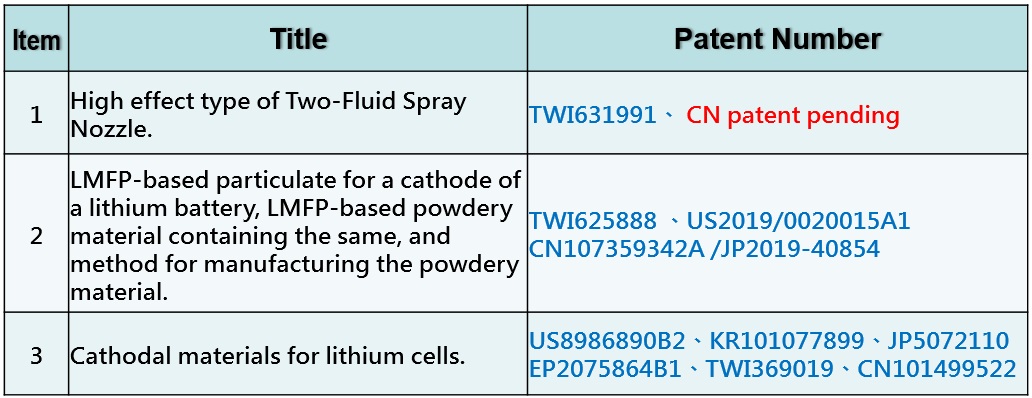 Item Title Patent Number
1 High effect type of Two-Fluid Spray
Nozzle.
TWI631991、 CN patent pending
2 LMFP-based particulate for a cathode of
a lithium battery, LMFP-based powdery
material containing the same, and
method for manufacturing the powdery
material.
TWI625888 、US2019/0020015A1
CN107359342A /JP2019-40854
3 Cathodal materials for lithium cells.
US8986890B2、KR101077899、JP5072110
EP2075864B1、TWI369019、CN101499522